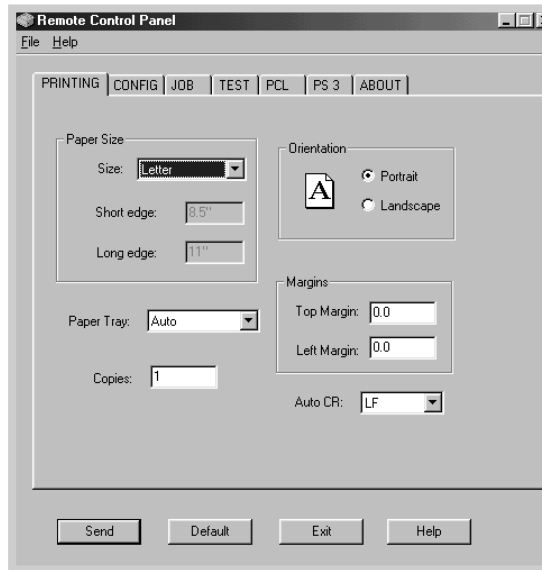 Remote Control Panel
File Help
PRINTING CONFIG JOB TEST PCL PS 3 ABOUT
Paper Size
Size: Letter
Short edge: 8.5"
Long edge: 11"
Orientation
A
Portrait
Landscape
Paper Tray: Auto
Copies: 1
Margins
Top Margin: 0.0
Left Margin: 0.0
Auto CR: LF
Send Default Exit Help